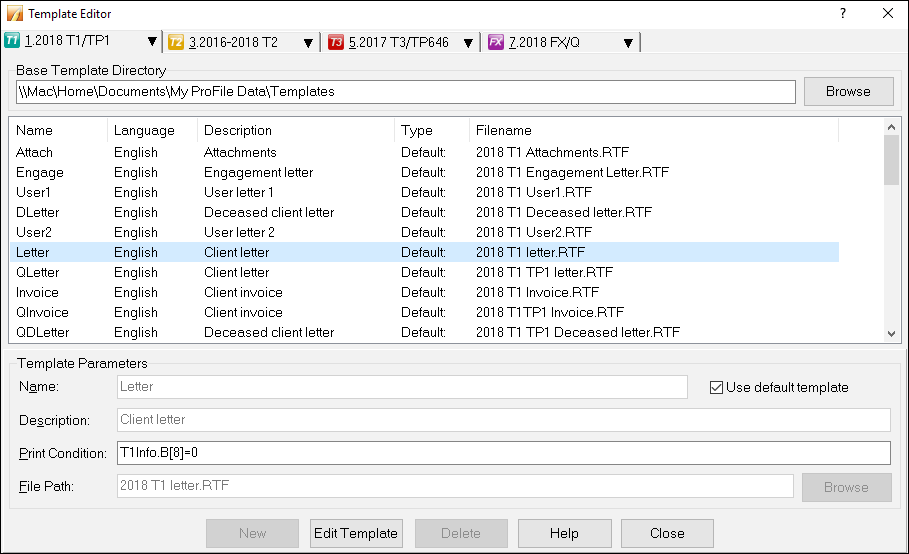 Template Editor
T1 1.2018 T1/TP1 T2 3.2016-2018 T2 T3 5.2017 T3/TP646 FX 7.2018 FX/Q
Base Template Directory
\\Mac\Home\Documents\My ProFile Data\Templates Browse
Name Language Description Type Filename
Attach English Attachments Default: 2018 T1 Attachments.RTF
Engage English Engagement letter Default: 2018 T1 Engagement Letter.RTF
User1 English User letter 1 Default: 2018 T1 User1.RTF
DLetter English Deceased client letter Default: 2018 T1 Deceased letter.RTF
User2 English User letter 2 Default: 2018 T1 User2.RTF
Letter English Client letter Default: 2018 T1 letter.RTF
QLetter English Client letter Default: 2018 T1 TP1 letter.RTF
Invoice English Client invoice Default: 2018 T1 Invoice.RTF
QInvoice English Client invoice Default: 2018 T1TP1 Invoice.RTF
QDLetter English Deceased client letter Default: 2018 T1 TP1 Deceased letter.RTF
Template Parameters
Name: Letter Use default template
Description: Client letter
Print Condition: T1Info.B[8]=0
File Path: 2018 T1 letter.RTF Browse
New Edit Template Delete Help Close